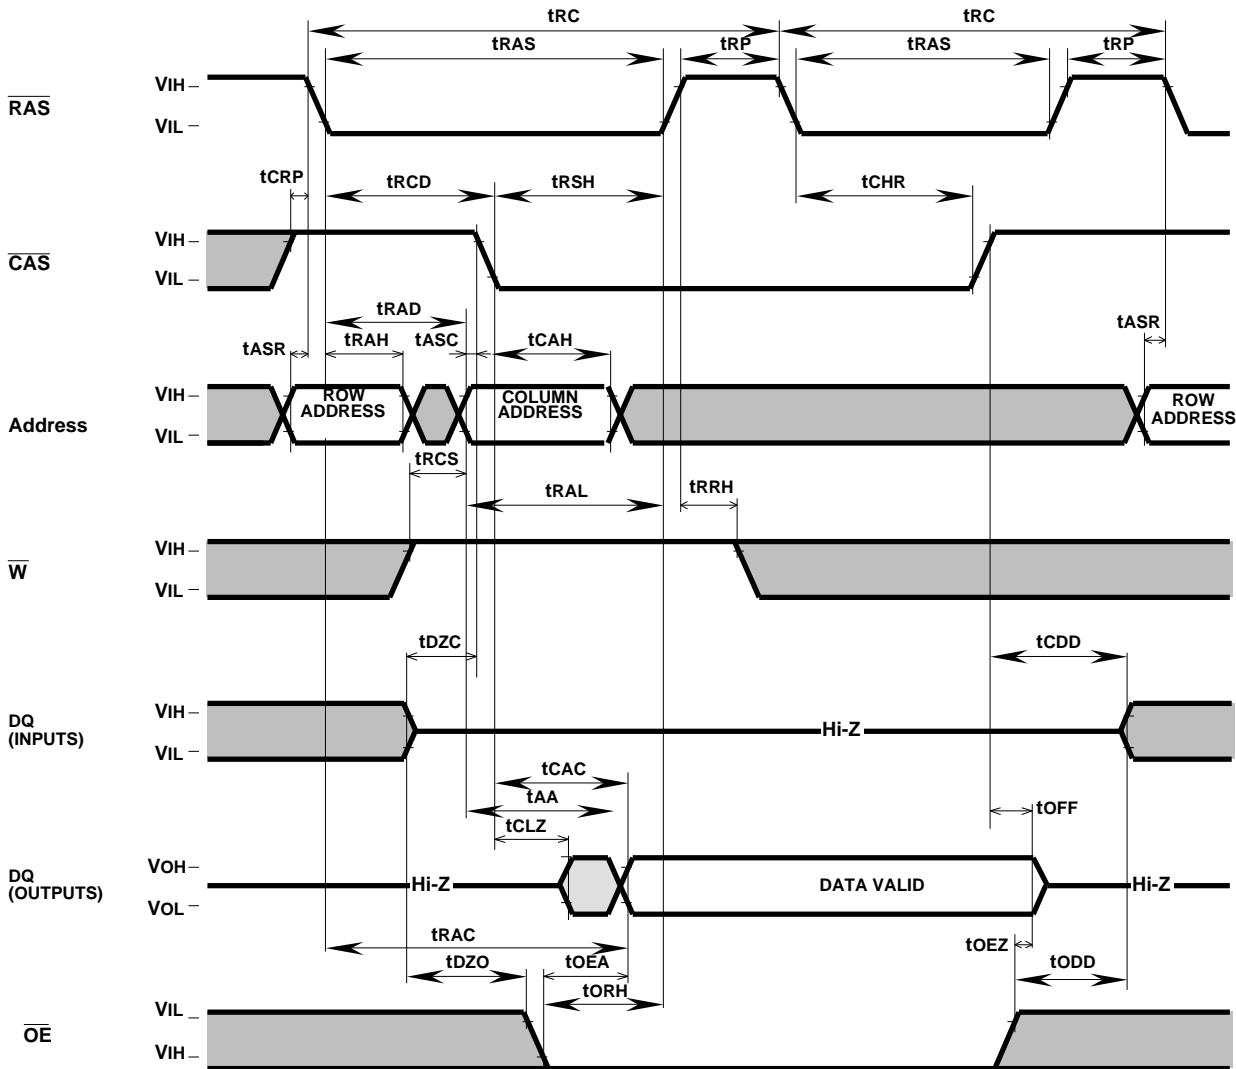 tRC tRC
tRAS tRP tRAS tRP
RAS VIH
VIL
tCRP tRCD tRSH tCHR
CAS VIH
VIL
tRAD
tASR tRAH tASC tCAH tASR
Address VIH
VIL
ROW
ADDRESS
COLUMN
ADDRESS
ROW
ADDRESS
tRCS
tRAL tRRH
W VIH
VIL
tDZC tCDD
DQ
(INPUTS)
VIH
VIL
Hi-Z
tCAC
tAA
tCLZ
tOFF
DQ
(OUTPUTS)
VOH
VOL
Hi-Z DATA VALID Hi-Z
tRAC
tOEZ
tDZO tOEA tODD
tORH
OE VIL
VIH